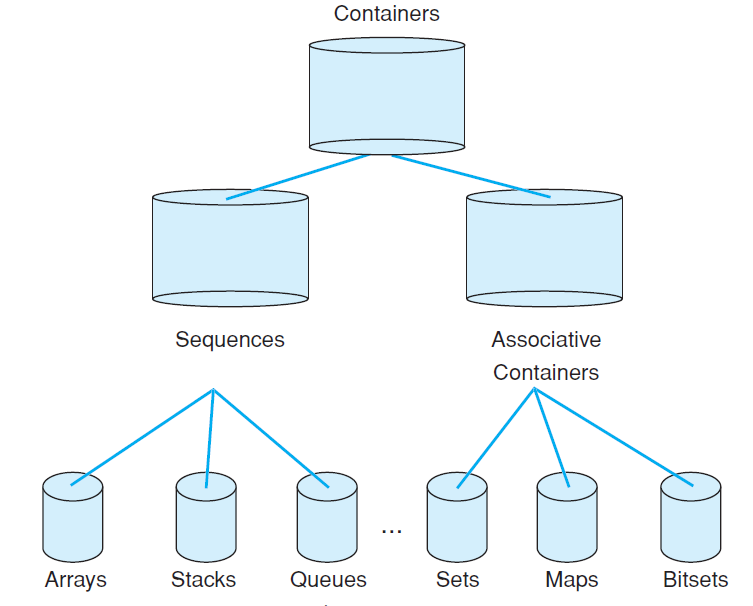 Containers
Sequences
Associative
Containers
...
Arrays
Stacks
Queues
Sets
Maps
Bitsets